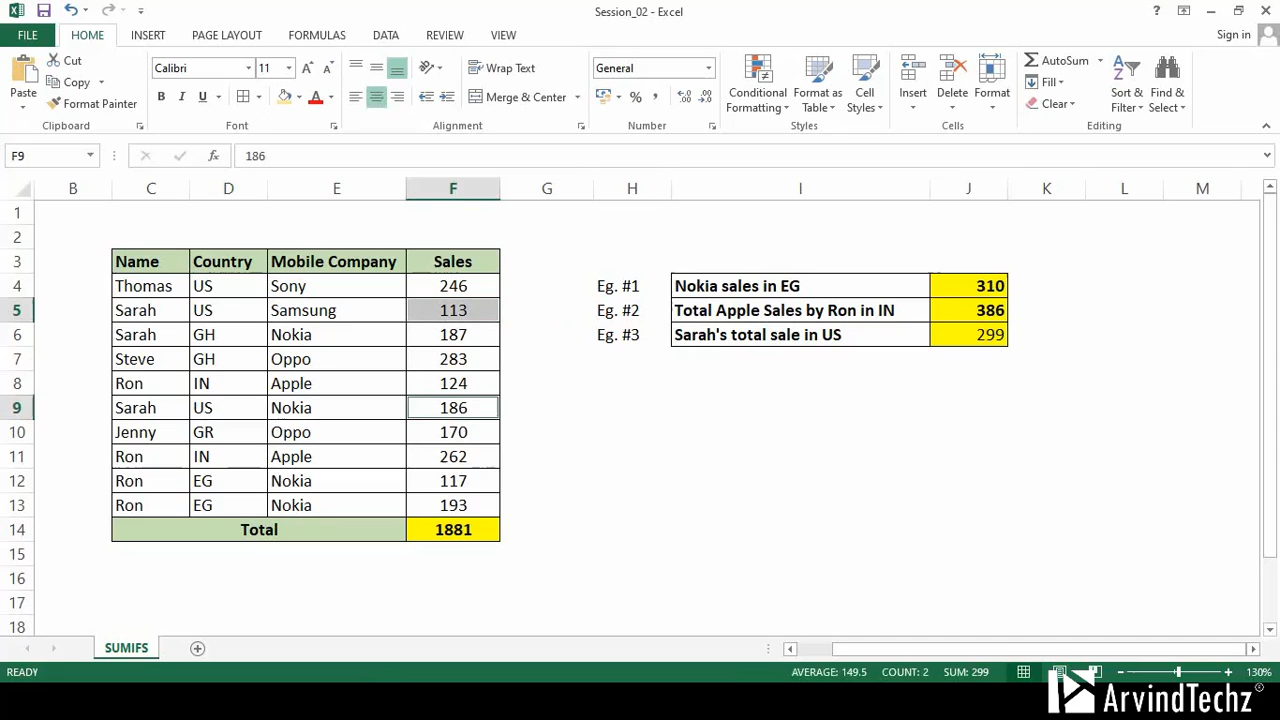 Session_02 - Excel
?
FILE HOME INSERT PAGE LAYOUT FORMULAS DATA REVIEW VIEW Sign in
Paste
Cut
Copy
Format Painter
Clipboard
Calibri 11
B I U
Font
Wrap Text
Merge & Center
Alignment
General
Number
Conditional Formatting
Format as Table
Cell Styles
Styles
Insert Delete Format
Cells
AutoSum
Fill
Clear
Sort & Filter
Find & Select
Editing
F9 fx 186
B C D E F G H I J K L M
1
2
3 Name Country Mobile Company Sales
4 Thomas US Sony 246 Eg. #1 Nokia sales in EG 310
5 Sarah US Samsung 113 Eg. #2 Total Apple Sales by Ron in IN 386
6 Sarah GH Nokia 187 Eg. #3 Sarah's total sale in US 299
7 Steve GH Oppo 283
8 Ron IN Apple 124
9 Sarah US Nokia 186
10 Jenny GR Oppo 170
11 Ron IN Apple 262
12 Ron EG Nokia 117
13 Ron EG Nokia 193
14 Total 1881
15
16
17
18
SUMIFS
READY AVERAGE: 149.5 COUNT: 2 SUM: 299 130%
ArvindTechz